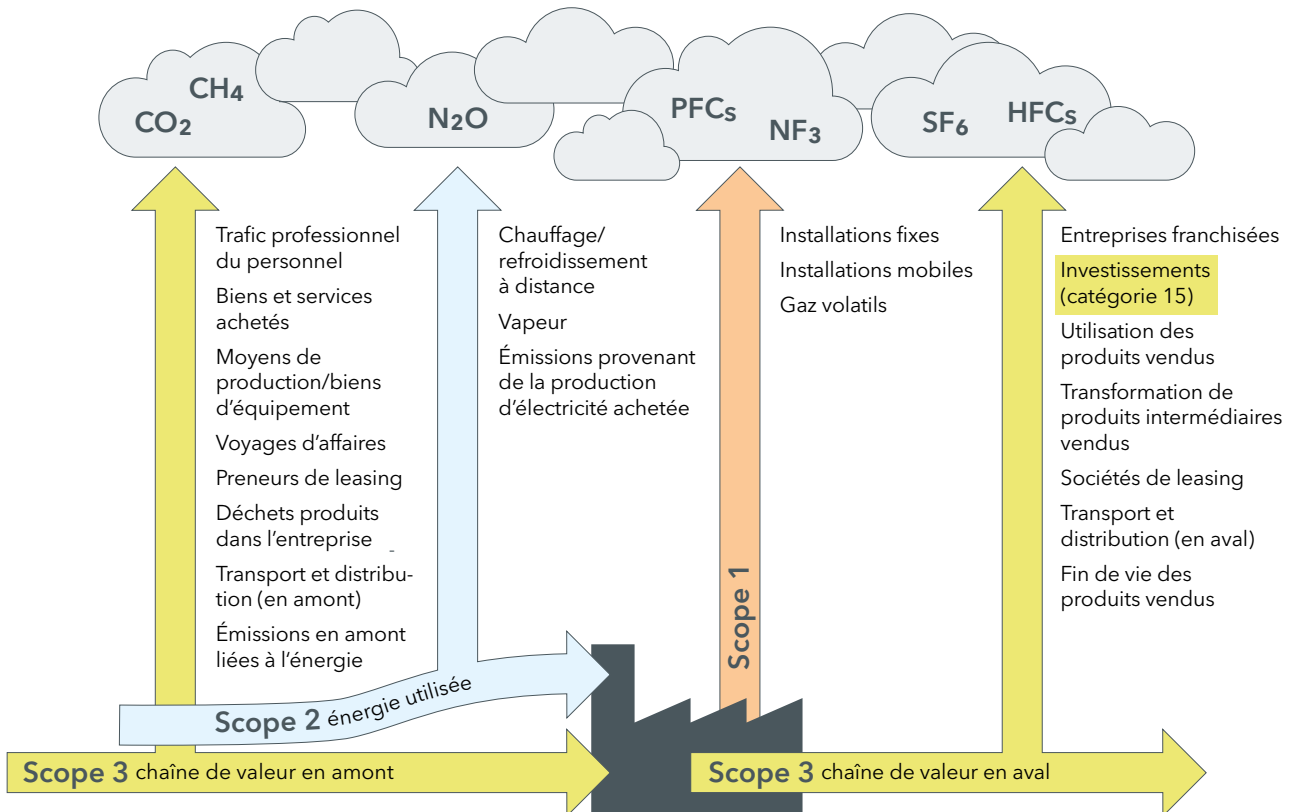 CH4
CO2
N2O
PFCs
NF3
SF6
HFCs
Trafic professionnel
du personnel
Biens et services
achetés
Moyens de
production/biens
d'équipement
Voyages d'affaires
Preneurs de leasing
Déchets produits
dans l'entreprise
Transport et distribu-
tion (en amont)
Émissions en amont
liées à l'énergie
Chauffage/
refroidissement
à distance
Vapeur
Émissions provenant
de la production
d'électricité achetée
Installations fixes
Installations mobiles
Gaz volatils
Entreprises franchisées
Investissements
(catégorie 15)
Utilisation des
produits vendus
Transformation de
produits intermédiaires
vendus
Sociétés de leasing
Transport et
distribution (en aval)
Fin de vie des
produits vendus
Scope 1
Scope 2 énergie utilisée
Scope 3 chaîne de valeur en amont
Scope 3 chaîne de valeur en aval